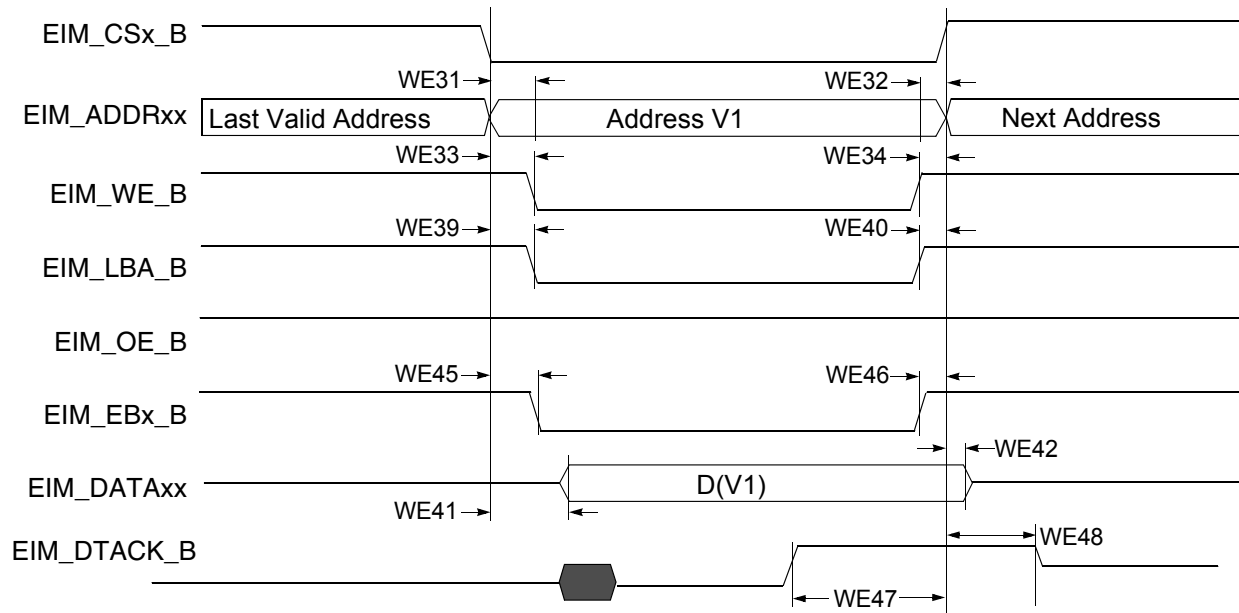 EIM_CSx_B
WE31
WE32
EIM_ADDRxx
Last Valid Address
Address V1
Next Address
WE33
WE34
EIM_WE_B
WE39
WE40
EIM_LBA_B
EIM_OE_B
WE45
WE46
EIM_EBx_B
WE42
EIM_DATAxx
D(V1)
WE41
EIM_DTACK_B
WE48
WE47